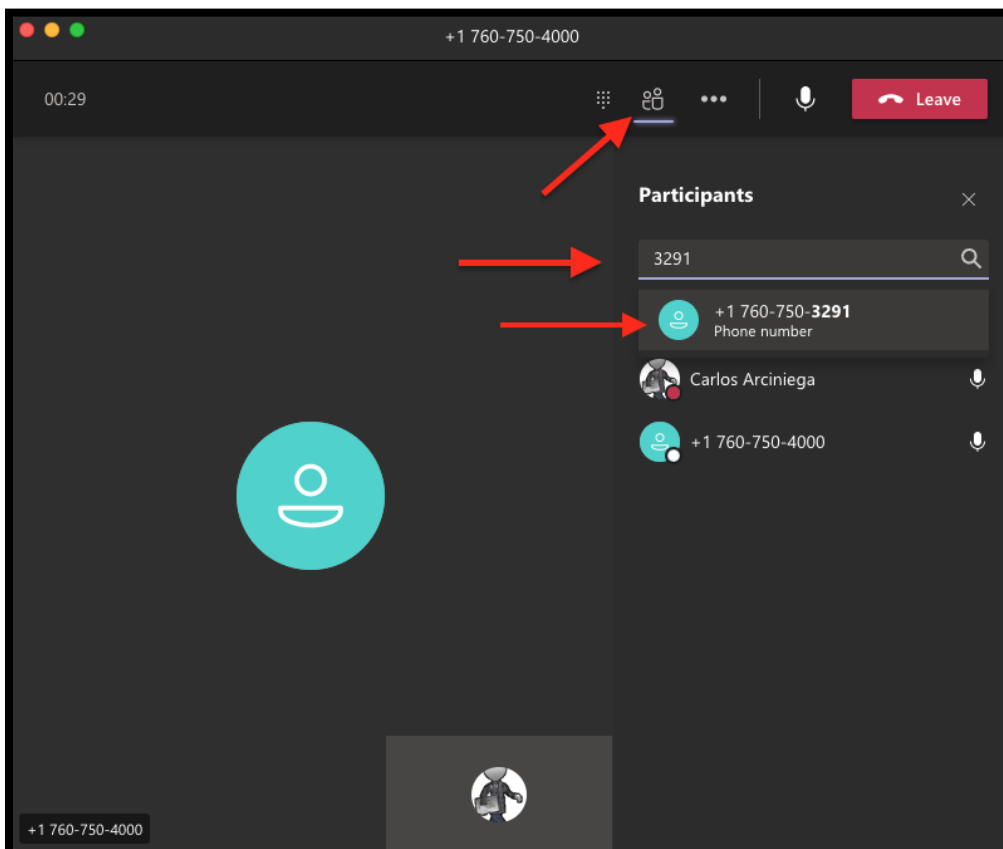 +1 760-750-4000
00:29
Leave
Participants
3291
+1 760-750-3291
Phone number
Carlos Arciniega
+1 760-750-4000
+1 760-750-4000